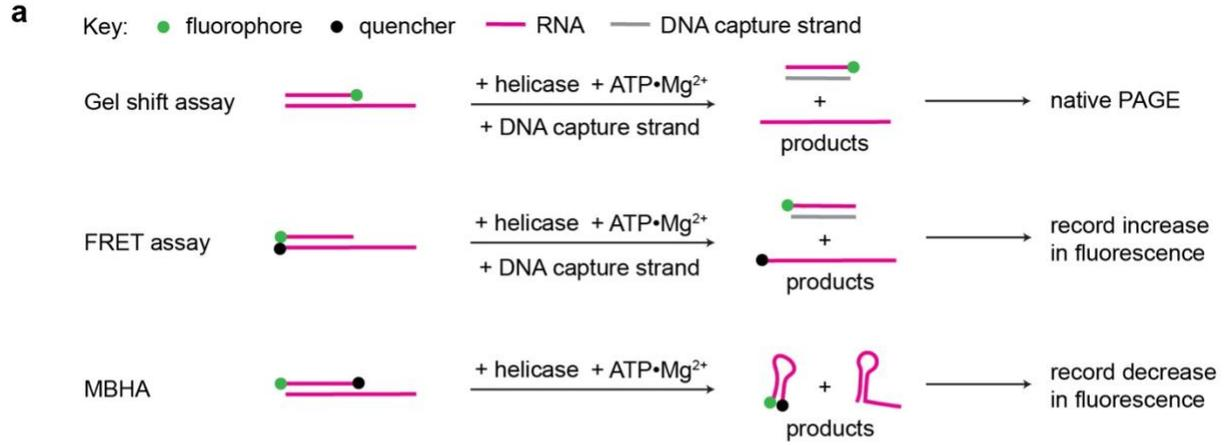 a
Key: fluorophore quencher RNA DNA capture strand
Gel shift assay
+ helicase + ATP•Mg²⁺
+ DNA capture strand
+
products
native PAGE
FRET assay
+ helicase + ATP•Mg²⁺
+ DNA capture strand
+
products
record increase
in fluorescence
MBHA
+ helicase + ATP•Mg²⁺
+
products
record decrease
in fluorescence